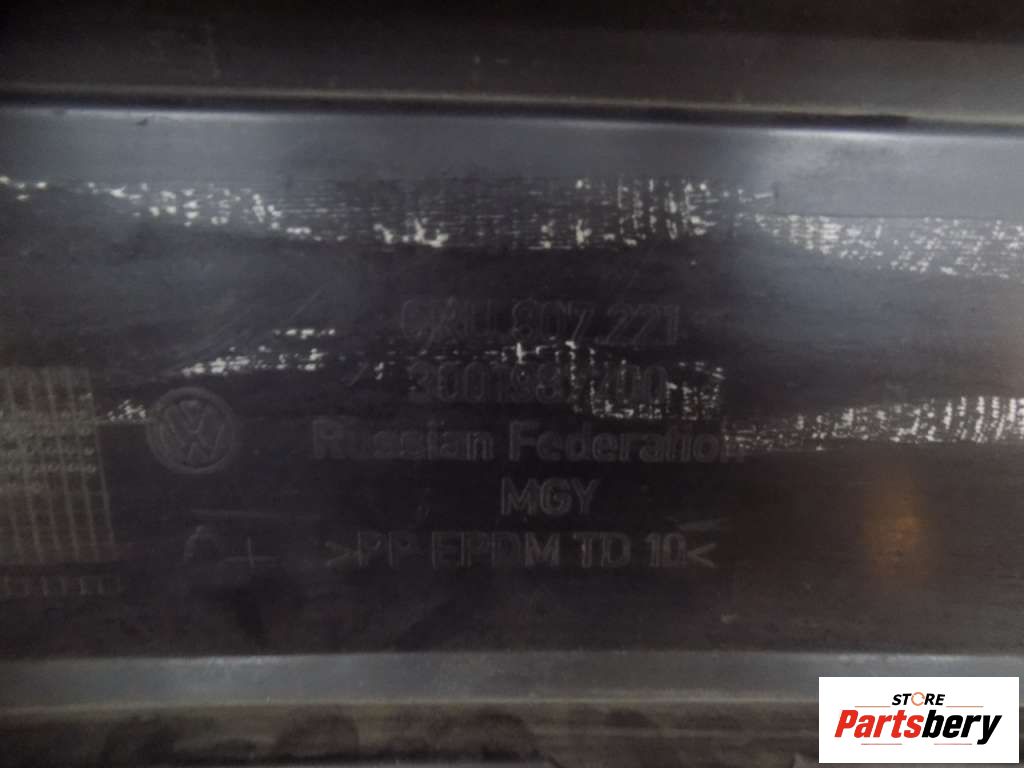 807 221
Russian Federation
MGY
>PP EPDM TD 10<
STORE
Partsbery